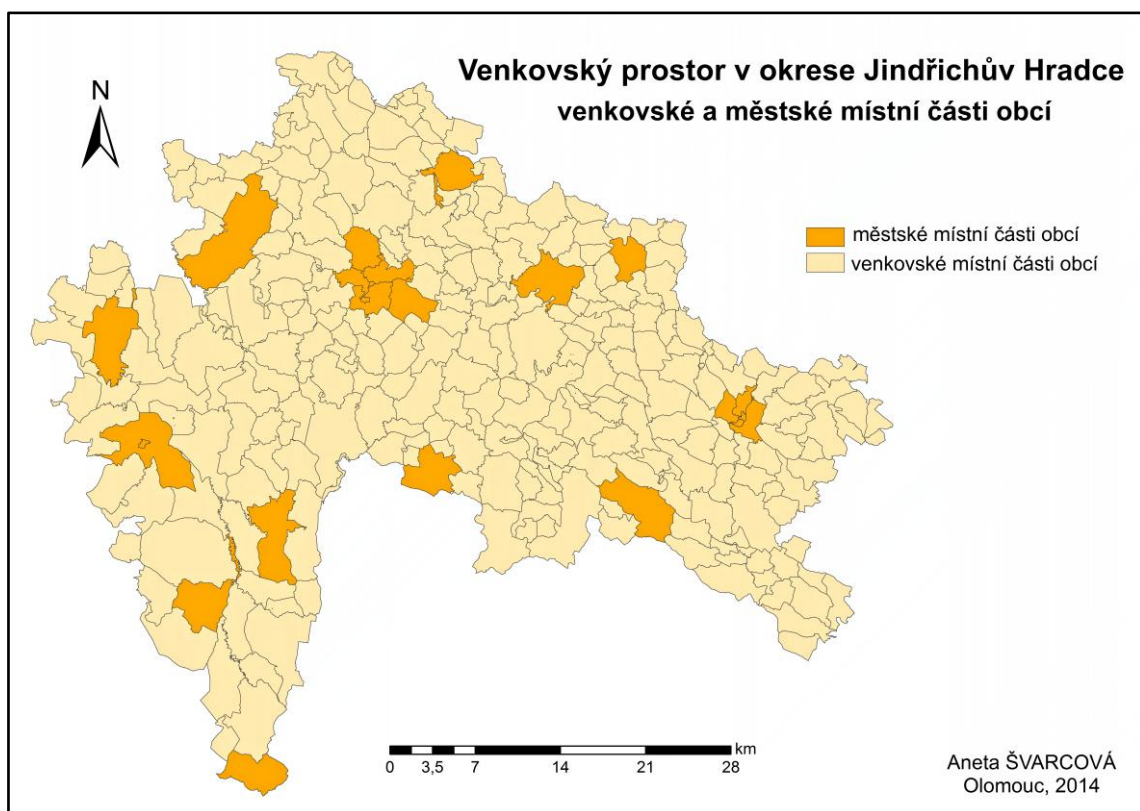 Venkovský prostor v okrese Jindřichův Hradce
venkovské a městské místní části obcí
N
městské místní části obcí
venkovské místní části obcí
km
0 3,5 7 14 21 28
Aneta ŠVARCOVÁ
Olomouc, 2014